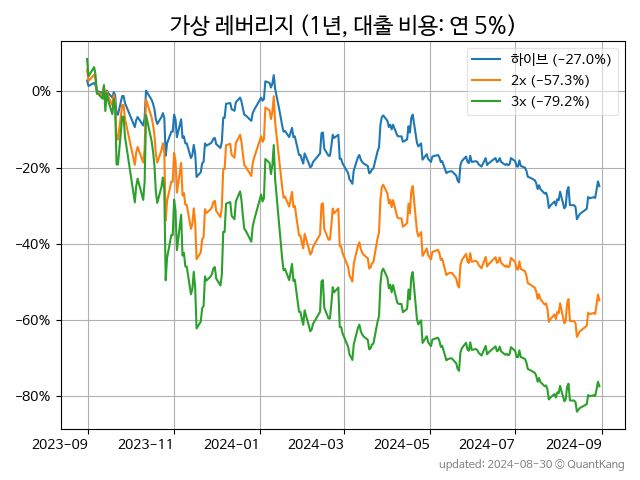 가상 레버리지 (1년, 대출 비용: 연 5%)
하이브 (−27.0%)
2x (−57.3%)
3x (−79.2%)
0%
−20%
−40%
−60%
−80%
2023-09 2023-11 2024-01 2024-03 2024-05 2024-07 2024-09
updated: 2024-08-30 © QuantKang